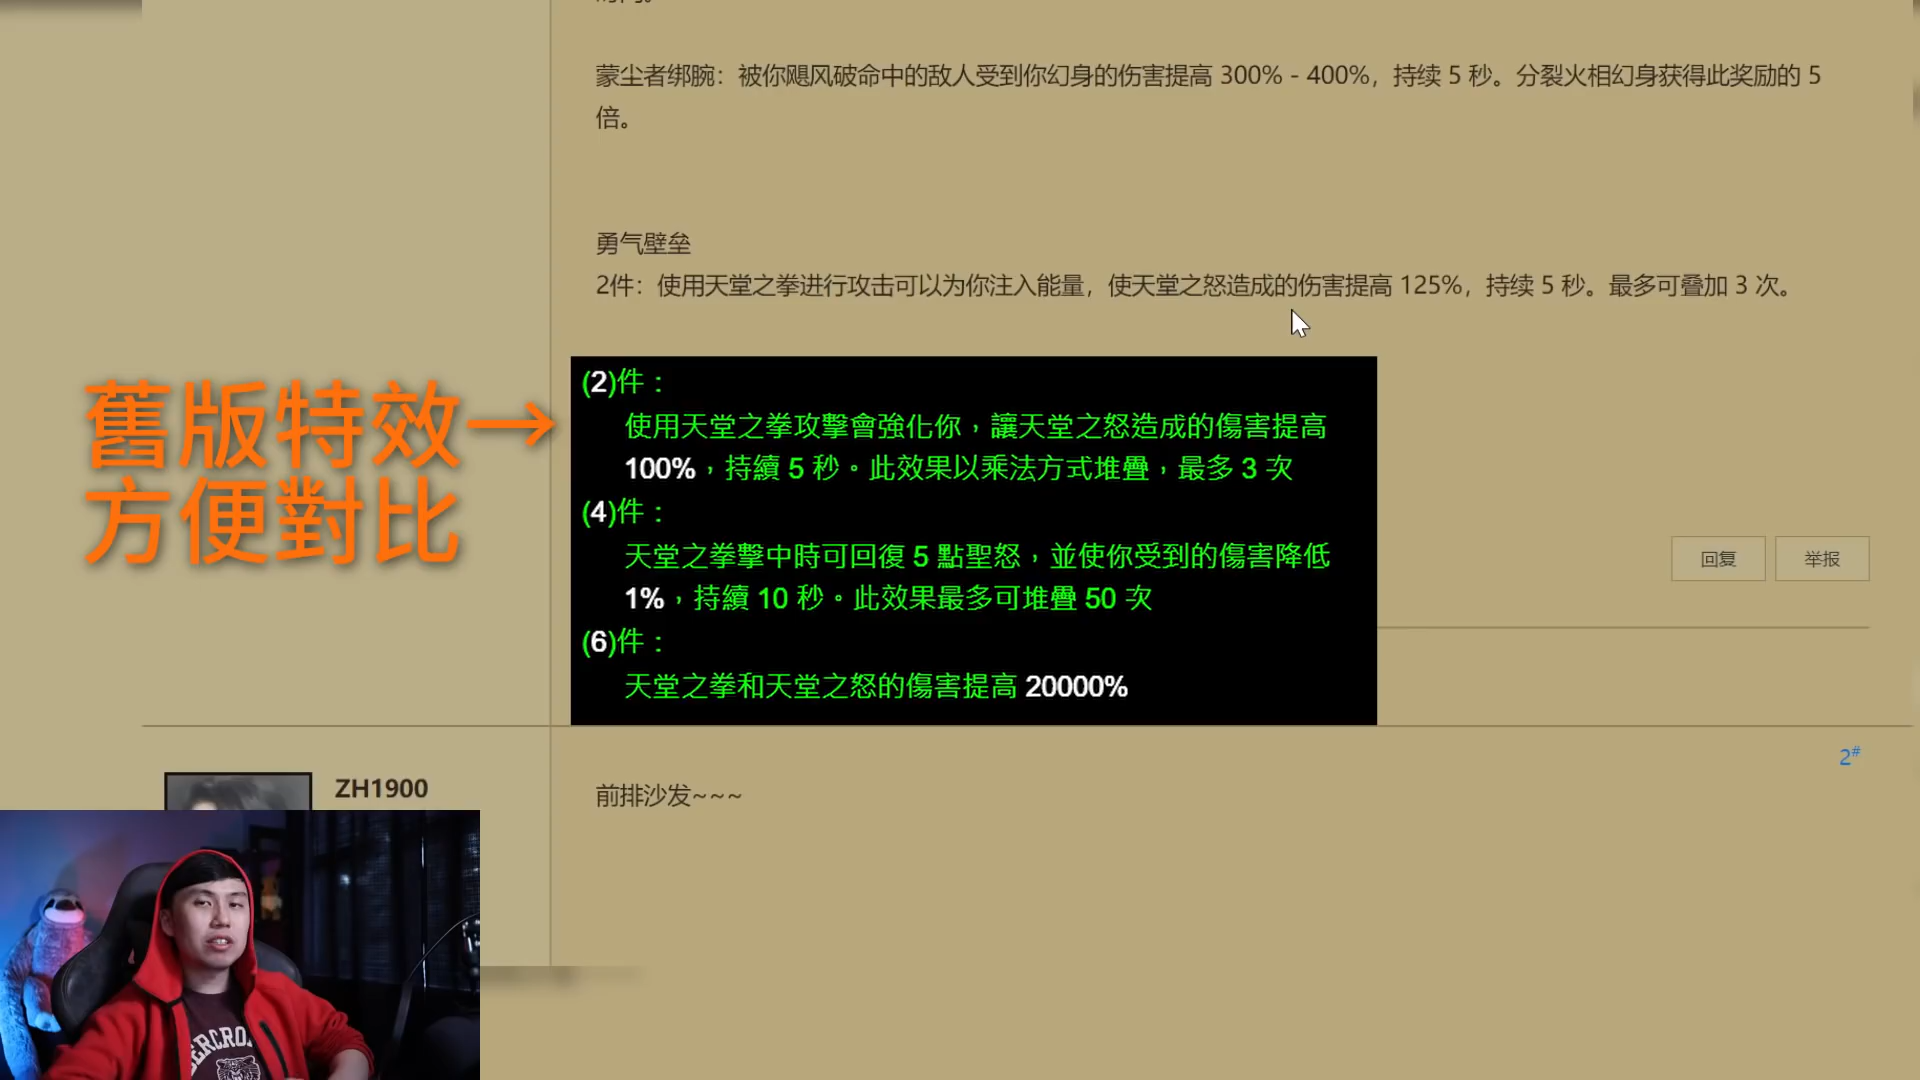 蒙尘者绑腕：被你飓风破命中的敌人受到你幻身的伤害提高 300% - 400%，持续 5 秒。分裂火相幻身获得此奖励的 5
倍。
勇气壁垒
2件：使用天堂之拳进行攻击可以为你注入能量，使天堂之怒造成的伤害提高 125%，持续 5 秒。最多可叠加 3 次。
舊版特效→
方便對比
(2)件：
使用天堂之拳攻擊會強化你，讓天堂之怒造成的傷害提高
100%，持續 5 秒。此效果以乘法方式堆疊，最多 3 次
(4)件：
天堂之拳擊中時可回復 5 點聖怒，並使你受到的傷害降低
1%，持續 10 秒。此效果最多可堆疊 50 次
(6)件：
天堂之拳和天堂之怒的傷害提高 20000%
回复
举报
2#
ZH1900
前排沙发~~~